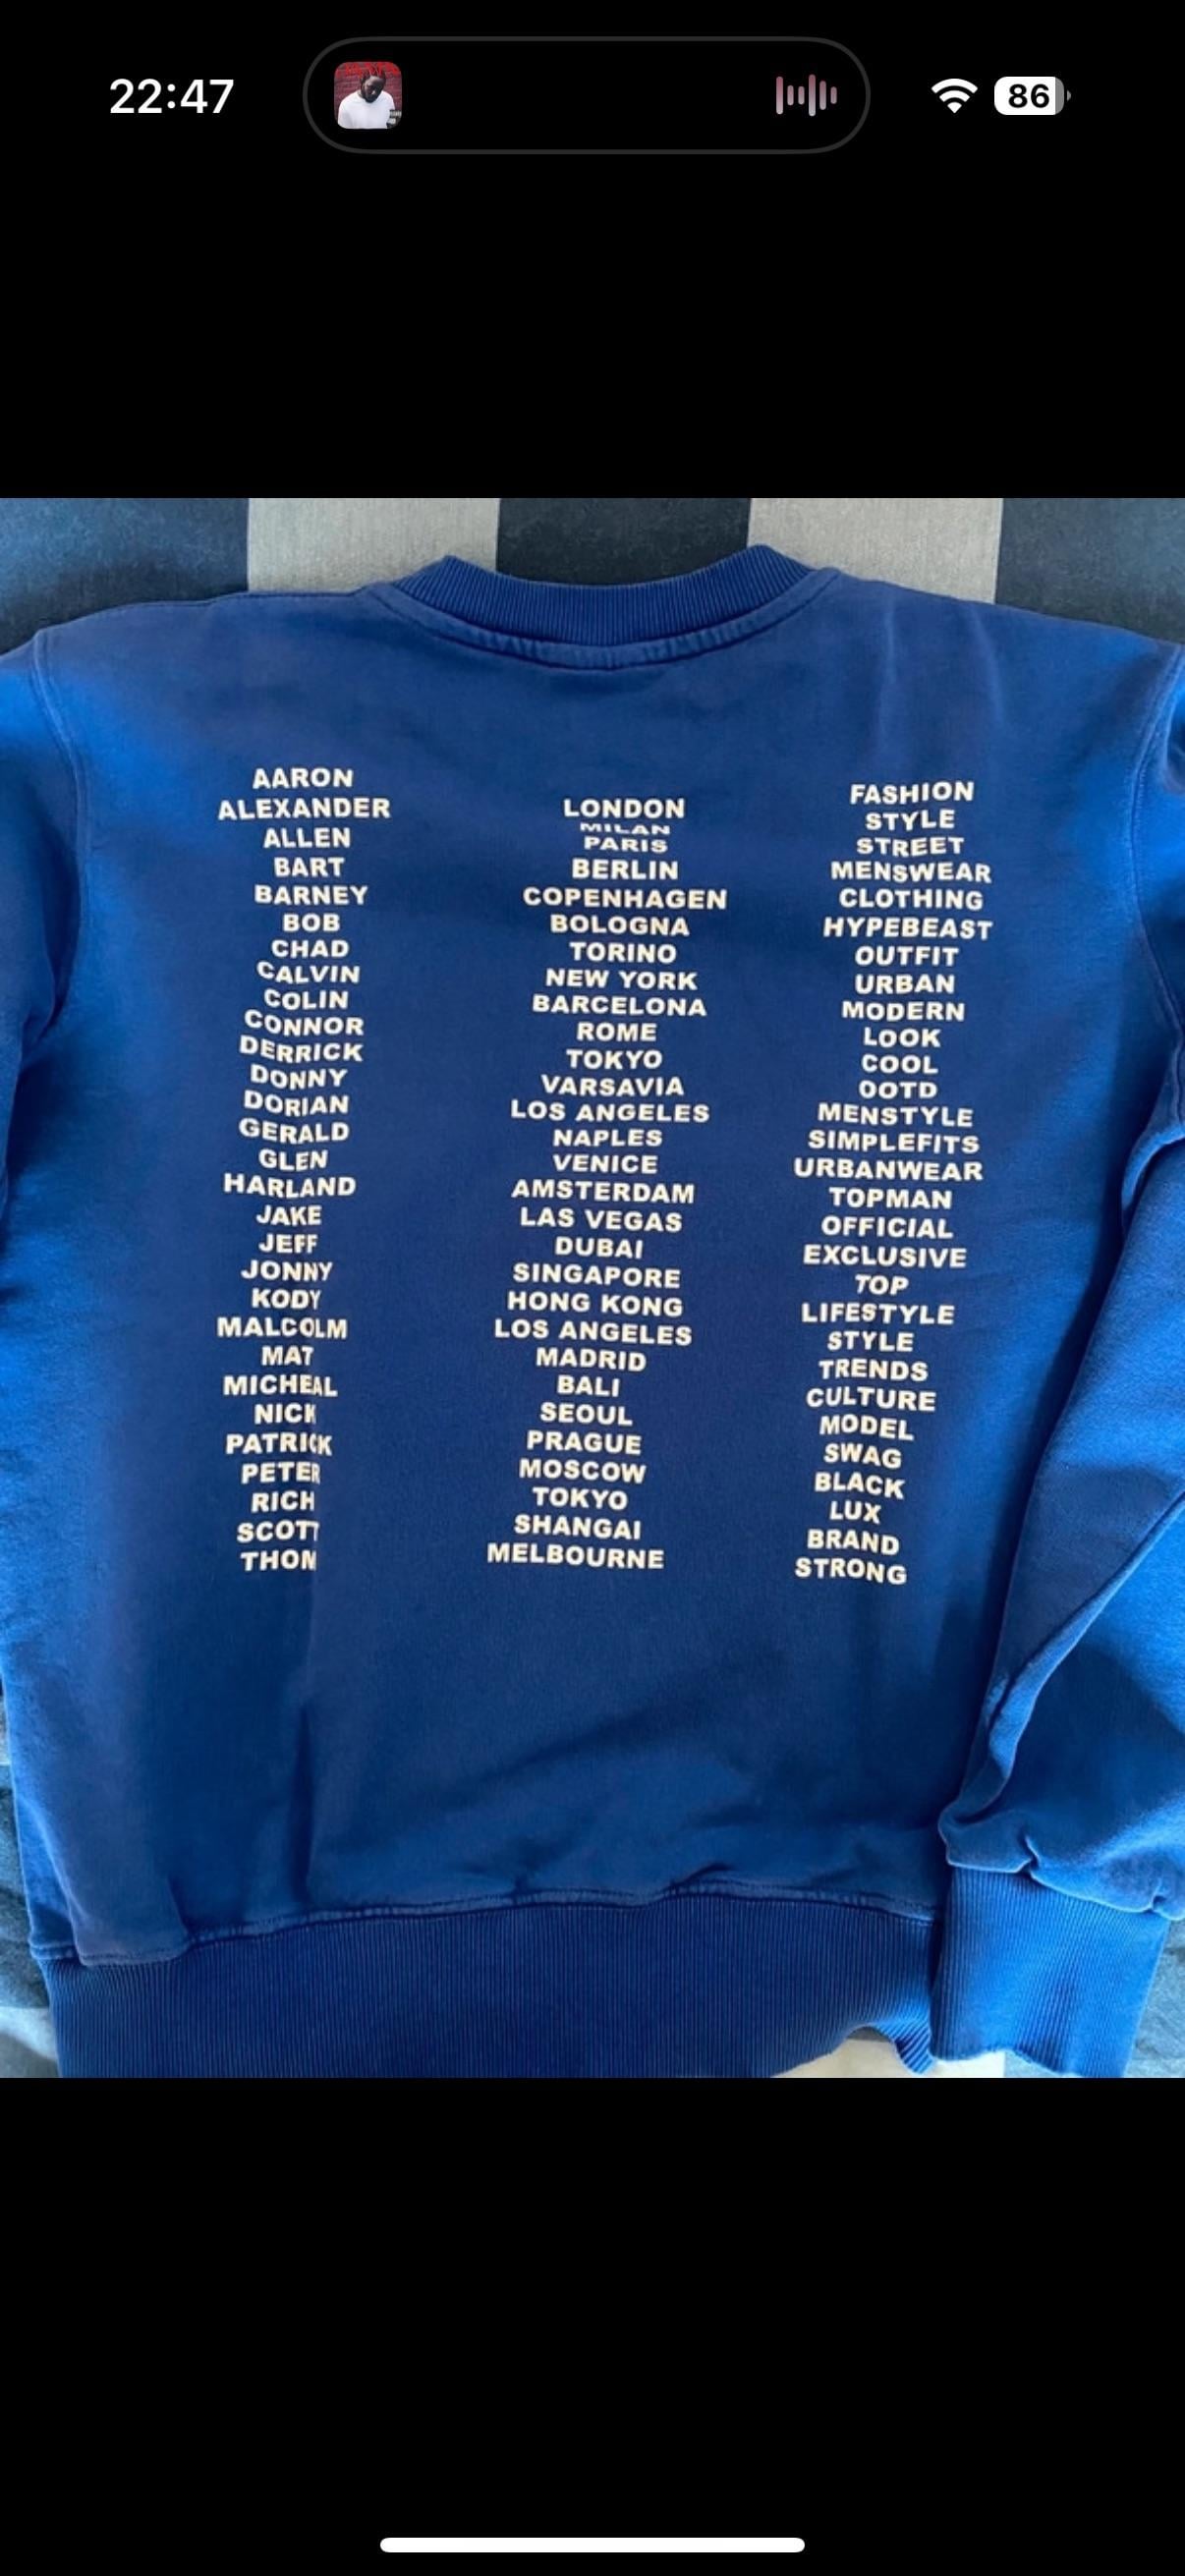 22:47
86
AARON
ALEXANDER
ALLEN
BART
BARNEY
BOB
CHAD
CALVIN
COLIN
CONNOR
DERRICK
DONNY
DORIAN
GERALD
GLEN
HARLAND
JAKE
JEFF
JONNY
KODY
MALCOLM
MAT
MICHEAL
NICK
PATRICK
PETER
RICH
SCOTT
THOM
LONDON
MILAN
PARIS
BERLIN
COPENHAGEN
BOLOGNA
TORINO
NEW YORK
BARCELONA
ROME
TOKYO
VARSAVIA
LOS ANGELES
NAPLES
VENICE
AMSTERDAM
LAS VEGAS
DUBAI
SINGAPORE
HONG KONG
LOS ANGELES
MADRID
BALI
SEOUL
PRAGUE
MOSCOW
TOKYO
SHANGAI
MELBOURNE
FASHION
STYLE
STREET
MENSWEAR
CLOTHING
HYPEBEAST
OUTFIT
URBAN
MODERN
LOOK
COOL
OOTD
MENSTYLE
SIMPLEFITS
URBANWEAR
TOPMAN
OFFICIAL
EXCLUSIVE
TOP
LIFESTYLE
STYLE
TRENDS
CULTURE
MODEL
SWAG
BLACK
LUX
BRAND
STRONG